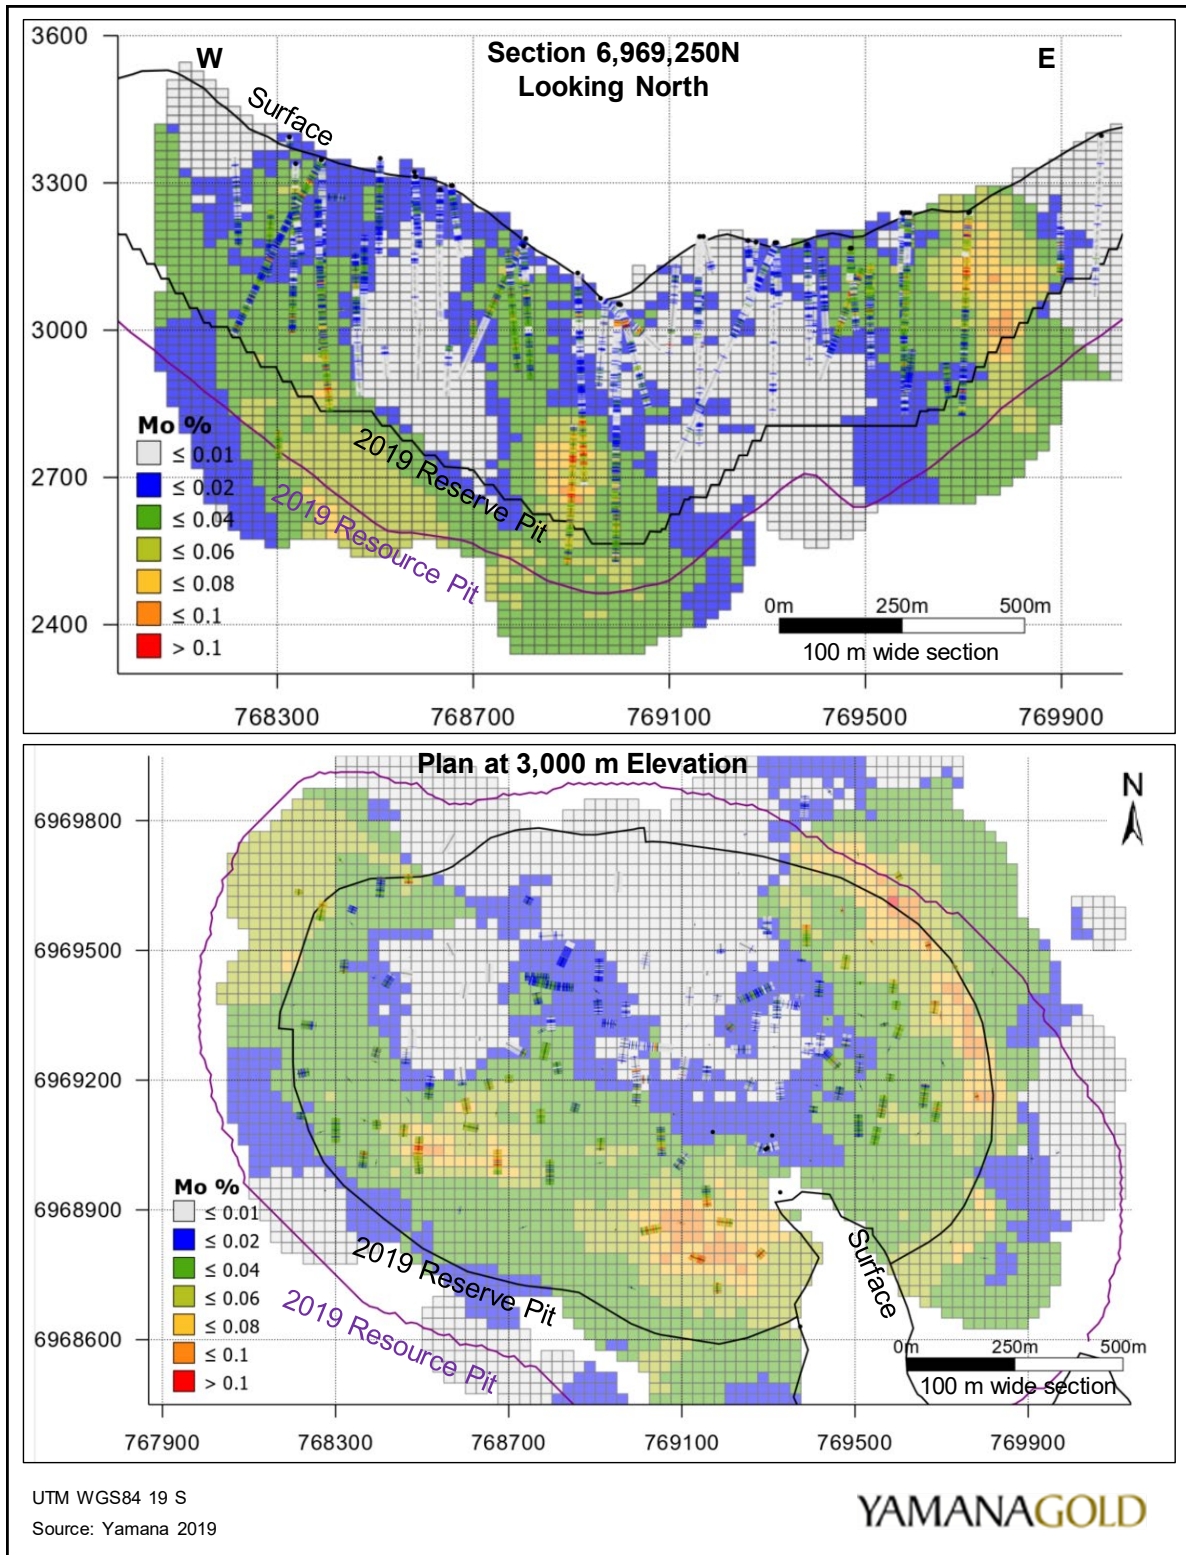 Section 6,969,250N
Looking North
W
E
Surface
3600
3300
3000
2700
2400
Mo %
≤ 0.01
≤ 0.02
≤ 0.04
≤ 0.06
≤ 0.08
≤ 0.1
> 0.1
2019 Reserve Pit
2019 Resource Pit
0m 250m 500m
100 m wide section
768300 768700 769100 769500 769900
Plan at 3,000 m Elevation
N
6969800
6969500
6969200
6968900
6968600
Mo %
≤ 0.01
≤ 0.02
≤ 0.04
≤ 0.06
≤ 0.08
≤ 0.1
> 0.1
2019 Reserve Pit
2019 Resource Pit
Surface
0m 250m 500m
100 m wide section
767900 768300 768700 769100 769500 769900
UTM WGS84 19 S
Source: Yamana 2019
YAMANAGOLD